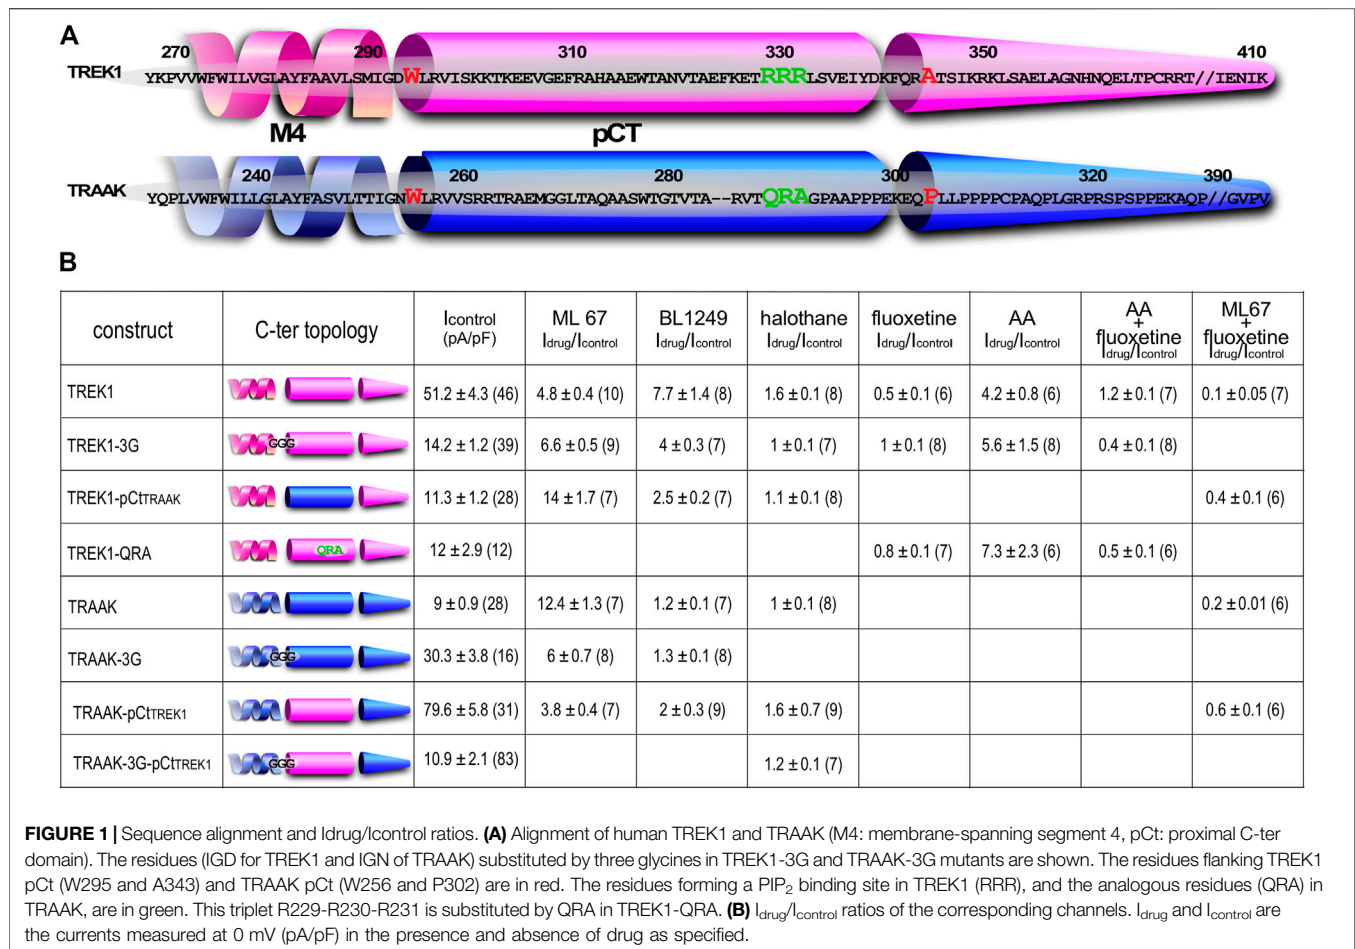 A
270 290 310 330 350 410
TREK1 YKPVVWFWILVGLAYFAAVLSMIGDWLRVISKKTKEEVGEFRAHAAEWTANVTAEFKETRRRLSVEIYDKFQRATSIKRKLSAELAGNHNQELTPCRRT//IENIK
M4 pCT
240 260 280 300 320 390
TRAAK YQPLVWFWILLGLAYFASVLTTIGNWLRVVSRRTRAEMGGLTAQAASWTGTVTA--RVTQRAGPAAPPPEKEQPLLPPPPCPAQPLGRPRSPSPPEKAQP//GVPV
B
construct C-ter topology Icontrol (pA/pF) ML 67 Idrug/Icontrol BL1249 Idrug/Icontrol halothane Idrug/Icontrol fluoxetine Idrug/Icontrol AA Idrug/Icontrol AA + fluoxetine Idrug/Icontrol ML67 + fluoxetine Idrug/Icontrol
TREK1 51.2 ± 4.3 (46) 4.8 ± 0.4 (10) 7.7 ± 1.4 (8) 1.6 ± 0.1 (8) 0.5 ± 0.1 (6) 4.2 ± 0.8 (6) 1.2 ± 0.1 (7) 0.1 ± 0.05 (7)
TREK1-3G GGG 14.2 ± 1.2 (39) 6.6 ± 0.5 (9) 4 ± 0.3 (7) 1 ± 0.1 (7) 1 ± 0.1 (8) 5.6 ± 1.5 (8) 0.4 ± 0.1 (8)
TREK1-pCtTRAAK 11.3 ± 1.2 (28) 14 ± 1.7 (7) 2.5 ± 0.2 (7) 1.1 ± 0.1 (8) 0.4 ± 0.1 (6)
TREK1-QRA QRA 12 ± 2.9 (12) 0.8 ± 0.1 (7) 7.3 ± 2.3 (6) 0.5 ± 0.1 (6)
TRAAK 9 ± 0.9 (28) 12.4 ± 1.3 (7) 1.2 ± 0.1 (7) 1 ± 0.1 (8) 0.2 ± 0.01 (6)
TRAAK-3G GGG 30.3 ± 3.8 (16) 6 ± 0.7 (8) 1.3 ± 0.1 (8)
TRAAK-pCtTREK1 79.6 ± 5.8 (31) 3.8 ± 0.4 (7) 2 ± 0.3 (9) 1.6 ± 0.7 (9) 0.6 ± 0.1 (6)
TRAAK-3G-pCtTREK1 GGG 10.9 ± 2.1 (83) 1.2 ± 0.1 (7)
FIGURE 1 | Sequence alignment and Idrug/Icontrol ratios. (A) Alignment of human TREK1 and TRAAK (M4: membrane-spanning segment 4, pCt: proximal C-ter
domain). The residues (IGD for TREK1 and IGN of TRAAK) substituted by three glycines in TREK1-3G and TRAAK-3G mutants are shown. The residues flanking TREK1
pCt (W295 and A343) and TRAAK pCt (W256 and P302) are in red. The residues forming a PIP₂ binding site in TREK1 (RRR), and the analogous residues (QRA) in
TRAAK, are in green. This triplet R229-R230-R231 is substituted by QRA in TREK1-QRA. (B) Idrug/Icontrol ratios of the corresponding channels. Idrug and Icontrol are
the currents measured at 0 mV (pA/pF) in the presence and absence of drug as specified.